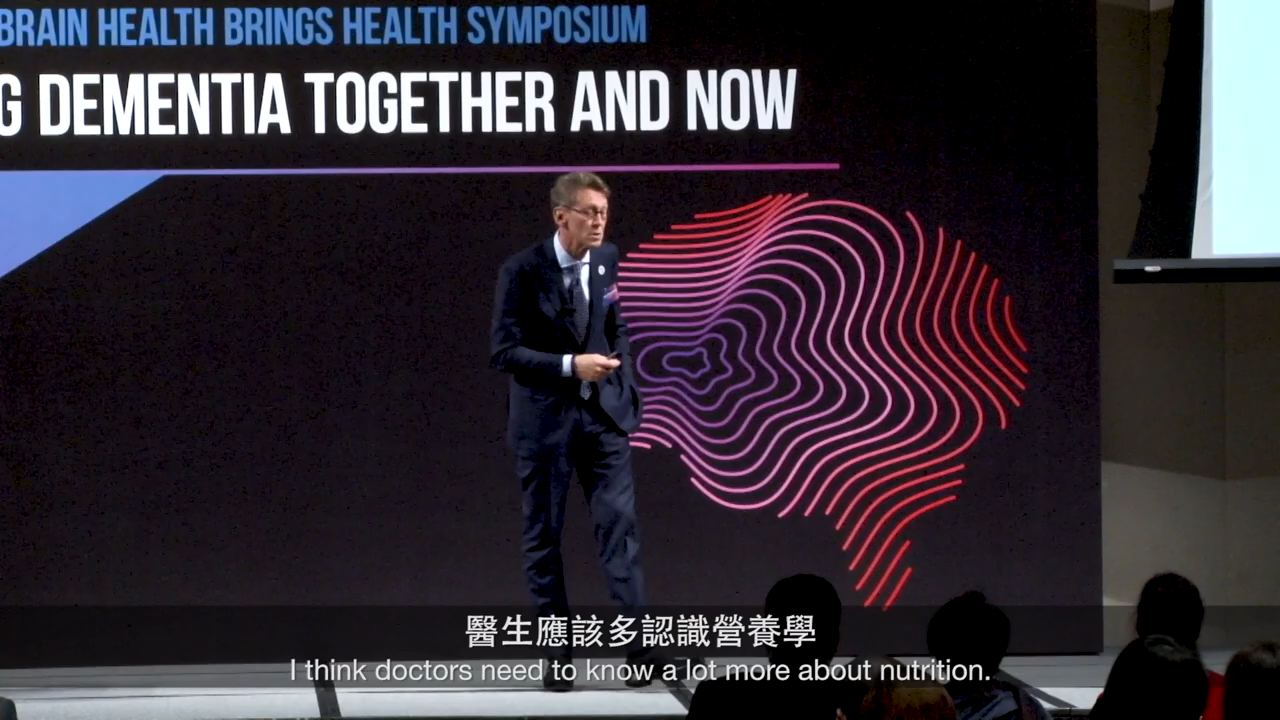 BRAIN HEALTH BRINGS HEALTH SYMPOSIUM
G DEMENTIA TOGETHER AND NOW
醫生應該多認識營養學
I think doctors need to know a lot more about nutrition.